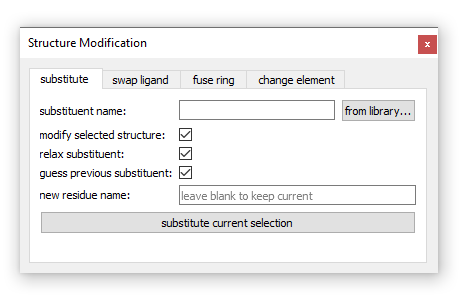 Structure Modification
x
substitute swap ligand fuse ring change element
substituent name: from library...
modify selected structure:
relax substituent:
guess previous substituent:
new residue name: leave blank to keep current
substitute current selection